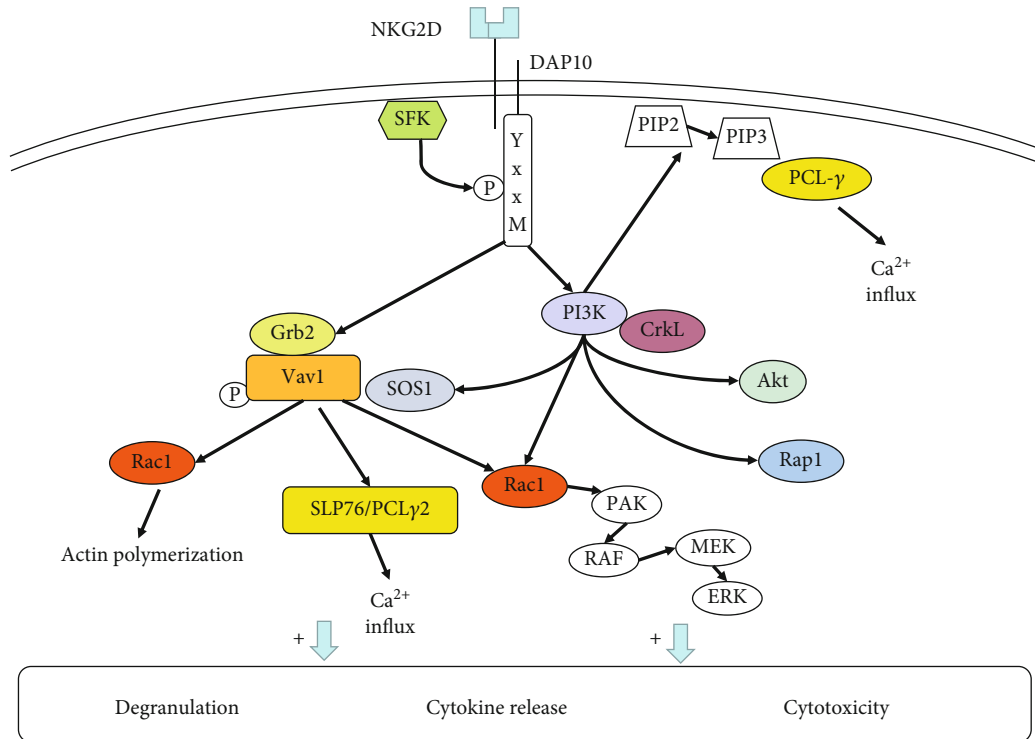 NKG2D
DAP10
SFK
PIP2
PIP3
Y
x
x
M
P
PCL-γ
Ca²⁺
influx
PI3K
CrkL
Grb2
Vav1
P
SOS1
Akt
Rac1
Rac1
Rap1
SLP76/PCLγ2
PAK
Actin polymerization
RAF
MEK
ERK
Ca²⁺
influx
+
+
Degranulation
Cytokine release
Cytotoxicity